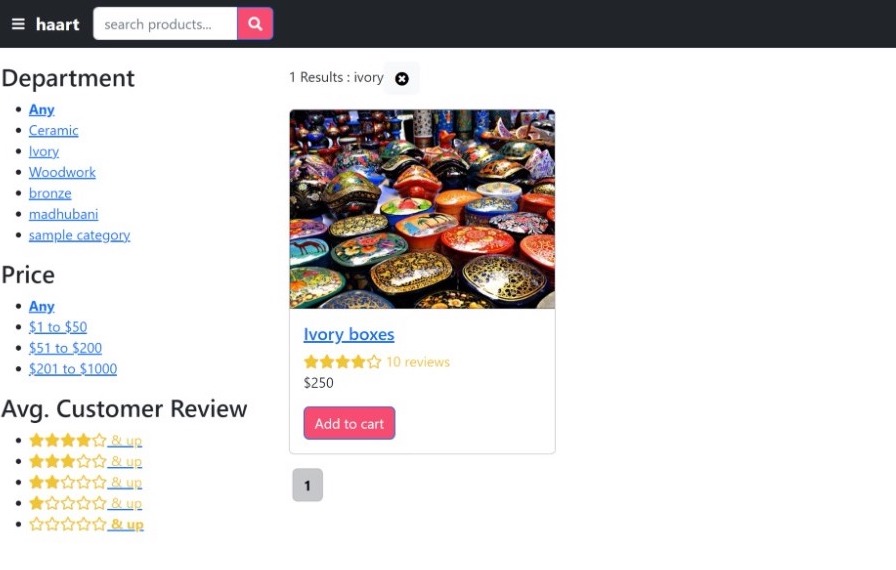 haart
search products...
Department
Any
Ceramic
Ivory
Woodwork
bronze
madhubani
sample category
Price
Any
$1 to $50
$51 to $200
$201 to $1000
Avg. Customer Review
& up
& up
& up
& up
& up
1 Results : ivory
Ivory boxes
10 reviews
$250
Add to cart
1